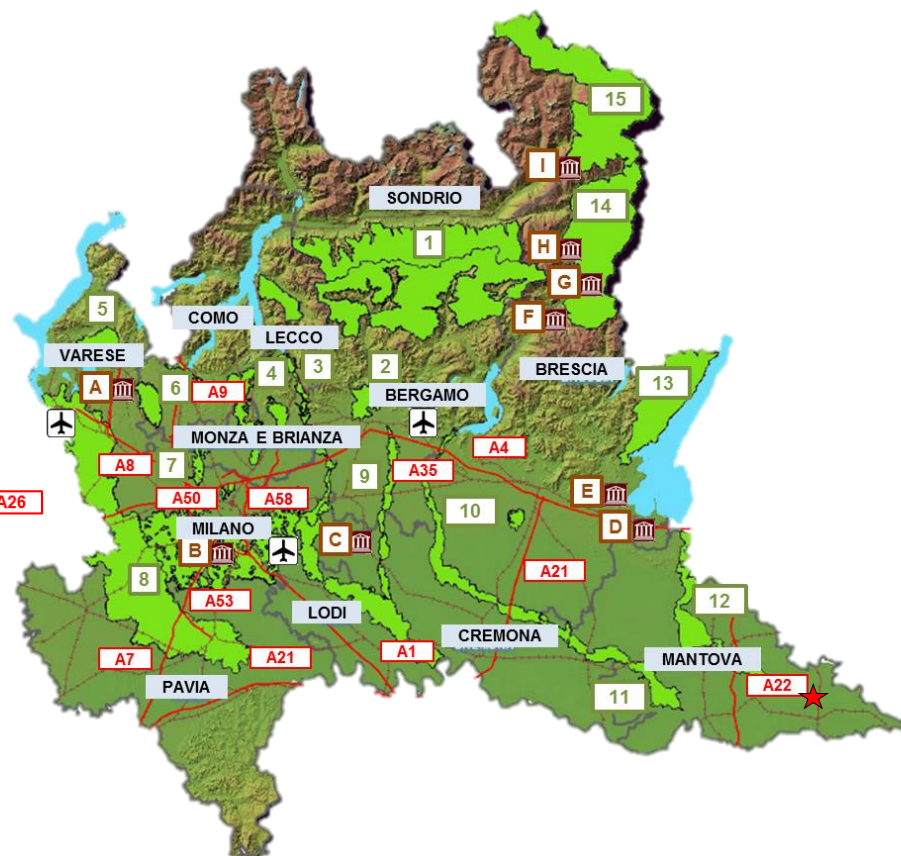 15
I
SONDRIO
14
1
H
G
5
COMO
F
LECCO
VARESE
4
3
2
BRESCIA
13
A
6
A9
BERGAMO
MONZA E BRIANZA
A4
A8
7
9
A35
A26
A50
A58
E
10
MILANO
D
B
C
8
A21
A53
12
LODI
CREMONA
A7
A21
A1
MANTOVA
PAVIA
A22
11